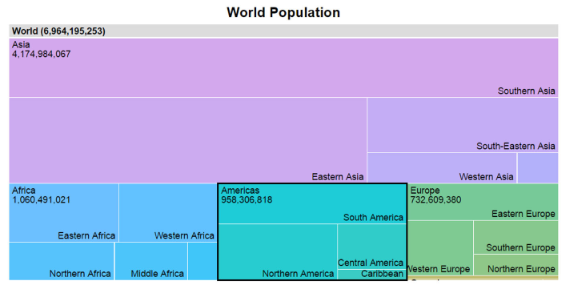 World Population
World (6,964,195,253)
Asia
4,174,984,067
Southern Asia
South-Eastern Asia
Eastern Asia
Western Asia
Africa
1,060,491,021
Eastern Africa
Western Africa
Northern Africa
Middle Africa
Americas
958,306,818
South America
Northern America
Central America
Caribbean
Europe
732,609,380
Eastern Europe
Western Europe
Southern Europe
Northern Europe